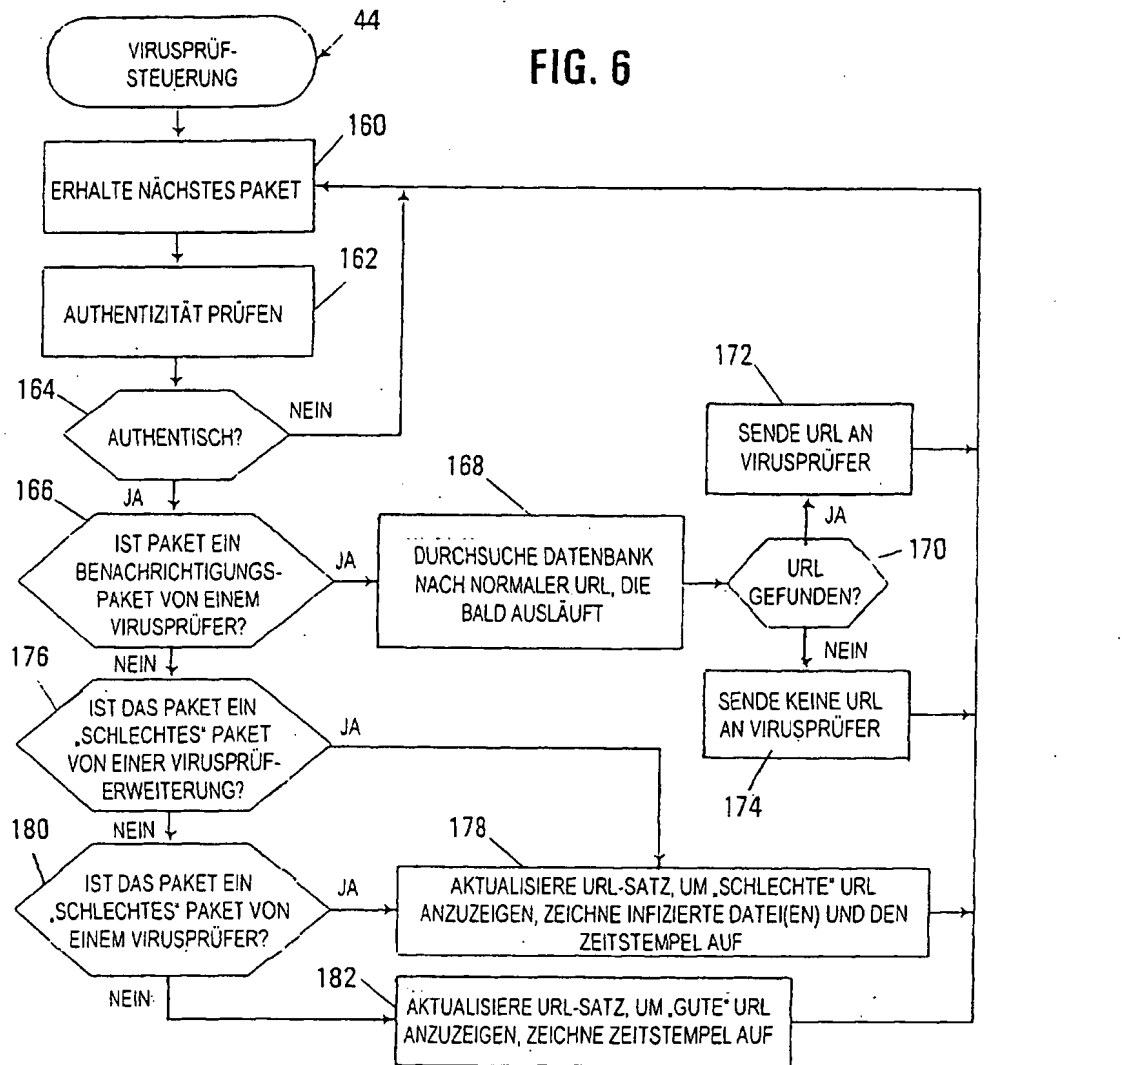 44
VIRUSPRÜF-
STEUERUNG
FIG. 6
160
ERHALTE NÄCHSTES PAKET
162
AUTHENTIZITÄT PRÜFEN
164
AUTHENTISCH?
NEIN
JA
166
IST PAKET EIN
BENACHRICHTIGUNGS-
PAKET VON EINEM
VIRUSPRÜFER?
JA
168
DURCHSUCHE DATENBANK
NACH NORMALER URL, DIE
BALD AUSLÄUFT
170
URL
GEFUNDEN?
JA
172
SENDE URL AN
VIRUSPRÜFER
NEIN
SENDE KEINE URL
AN VIRUSPRÜFER
174
NEIN
176
IST DAS PAKET EIN
„SCHLECHTES“ PAKET
VON EINER VIRUSPRÜF-
ERWEITERUNG?
JA
NEIN
180
IST DAS PAKET EIN
„SCHLECHTES“ PAKET VON
EINEM VIRUSPRÜFER?
JA
178
AKTUALISIERE URL-SATZ, UM „SCHLECHTE“ URL
ANZUZEIGEN, ZEICHNE INFIZIERTE DATEI(EN) UND DEN
ZEITSTEMPEL AUF
NEIN
182
AKTUALISIERE URL-SATZ, UM „GUTE“ URL
ANZUZEIGEN, ZEICHNE ZEITSTEMPEL AUF